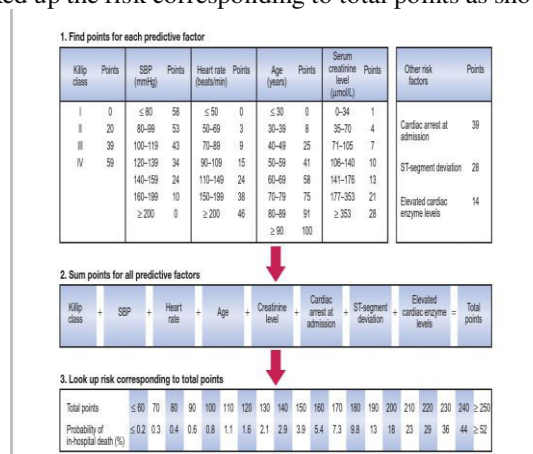 ed up the risk corresponding to total points as sho
1. Find points for each predictive factor
Killip class Points SBP (mmHg) Points Heart rate (beats/min) Points Age (years) Points Serum creatinine level (µmol/L) Points Other risk factors Points
I 0 ≤ 80 58 ≤ 50 0 ≤ 30 0 0–34 1
II 20 80–99 53 50–69 3 30–39 8 35–70 4
III 39 100–119 43 70–89 9 40–49 25 71–105 7
IV 59 120–139 34 90–109 15 50–59 41 106–140 10
140–159 24 110–149 24 60–69 58 141–176 13
160–199 10 150–199 38 70–79 75 177–353 21
≥ 200 0 ≥ 200 46 80–89 91 ≥ 353 28
≥ 90 100
Cardiac arrest at admission 39
ST-segment deviation 28
Elevated cardiac enzyme levels 14
2. Sum points for all predictive factors
Killip class + SBP + Heart rate + Age + Creatinine level + Cardiac arrest at admission + ST-segment deviation + Elevated cardiac enzyme levels = Total points
3. Look up risk corresponding to total points
Total points ≤ 60 70 80 90 100 110 120 130 140 150 160 170 180 190 200 210 220 230 240 ≥ 250
Probability of in-hospital death (%) ≤ 0.2 0.3 0.4 0.6 0.8 1.1 1.6 2.1 2.9 3.9 5.4 7.3 9.8 13 18 23 29 36 44 ≥ 52